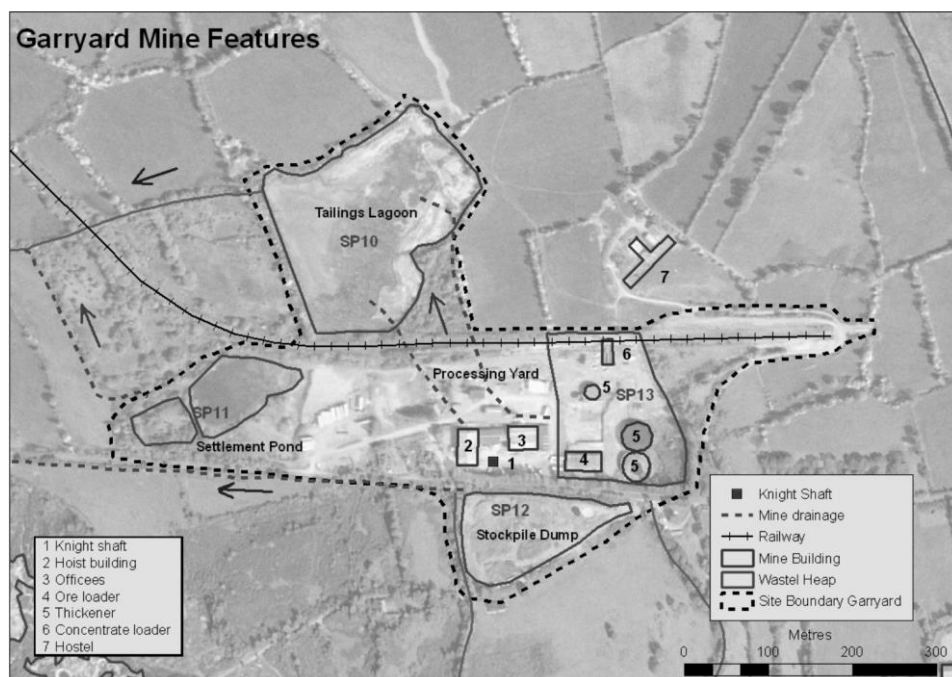 Garryard Mine Features
Tailings Lagoon
SP10
7
6
Processing Yard
5
SP13
SP11
Settlement Pond
2
3
1
4
5
5
SP12
Stockpile Dump
1 Knight shaft
2 Hoist building
3 Officees
4 Ore loader
5 Thickener
6 Concentrate loader
7 Hostel
Knight Shaft
Mine drainage
Railway
Mine Building
Wastel Heap
Site Boundary Garryard
Metres
0 100 200 300